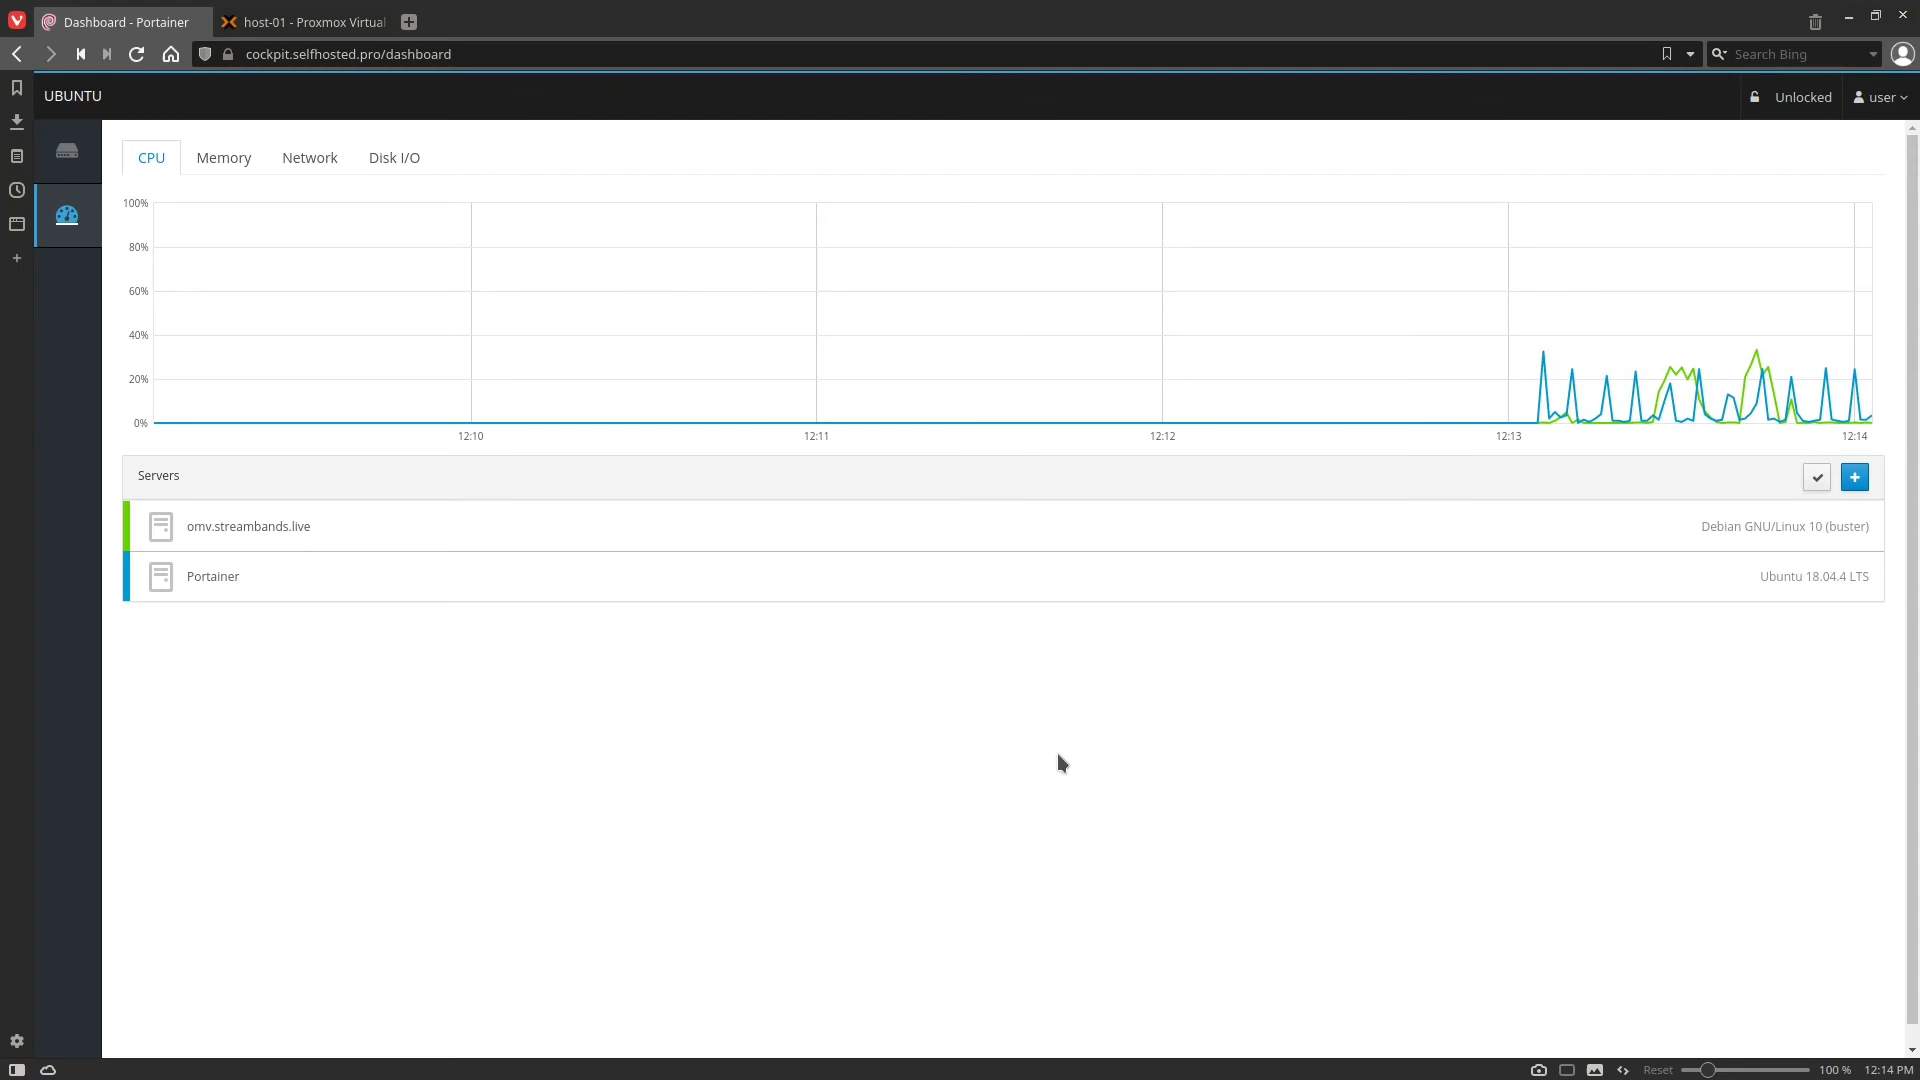 Dashboard - Portainer
host-01 - Proxmox Virtual
cockpit.selfhosted.pro/dashboard
Search Bing
UBUNTU
Unlocked
user
CPU Memory Network Disk I/O
100%
80%
60%
40%
20%
0%
12:10 12:11 12:12 12:13 12:14
Servers
omv.streambands.live Debian GNU/Linux 10 (buster)
Portainer Ubuntu 18.04.4 LTS
Reset 100 % 12:14 PM